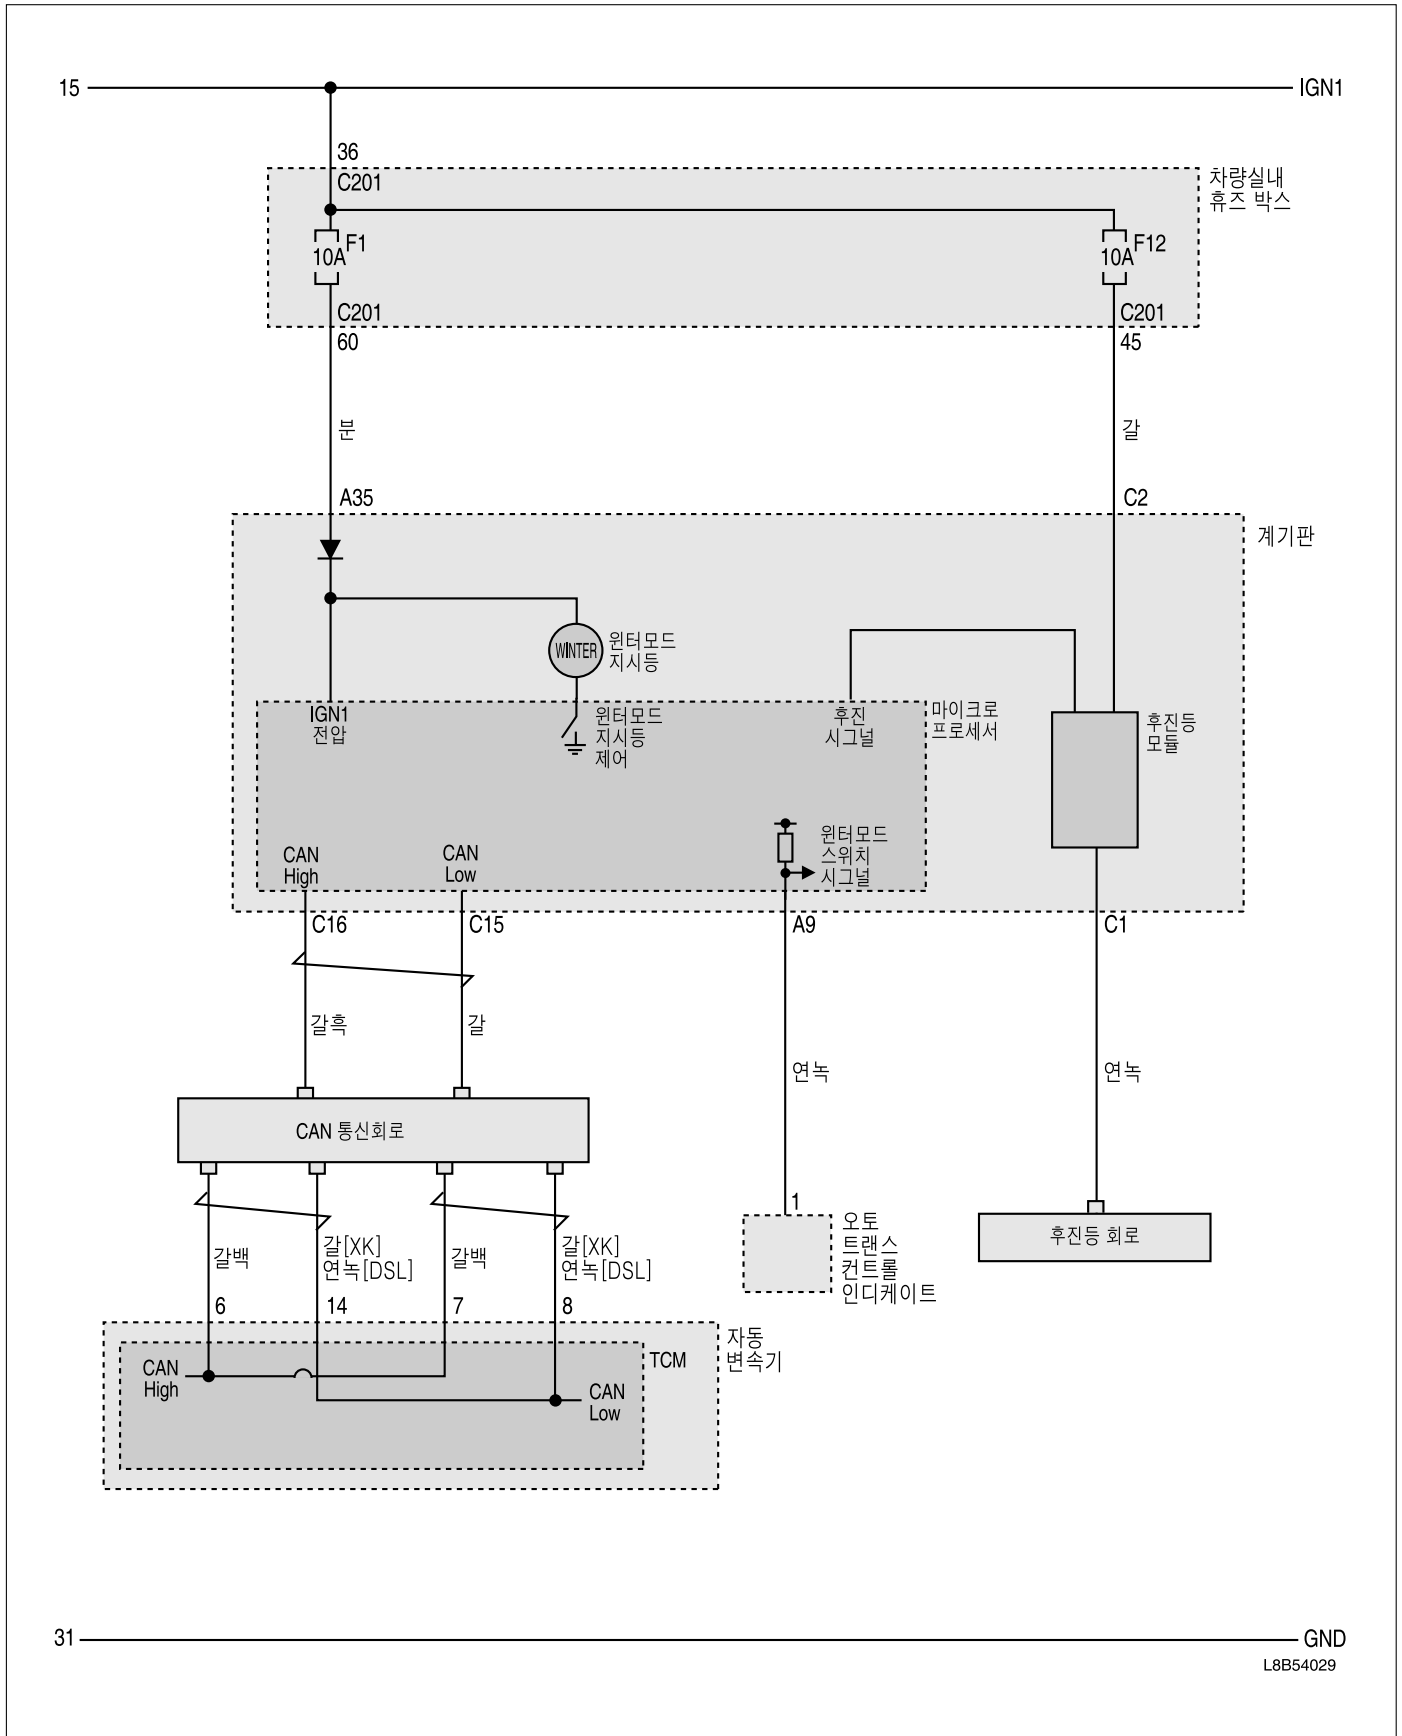 15
IGN1
36
C201
차량실내
휴즈 박스
F1
10A
F12
10A
C201
60
C201
45
분
갈
A35
C2
계기판
WINTER
윈터모드
지시등
IGN1
전압
윈터모드
지시등
제어
후진
시그널
마이크로
프로세서
후진등
모듈
CAN
High
CAN
Low
윈터모드
스위치
시그널
C16
C15
A9
C1
갈흑
갈
연녹
연녹
CAN 통신회로
갈백
갈[XK]
연녹[DSL]
갈백
갈[XK]
연녹[DSL]
1
오토
트랜스
컨트롤
인디케이트
후진등 회로
6
14
7
8
자동
변속기
TCM
CAN
High
CAN
Low
31
GND
L8B54029